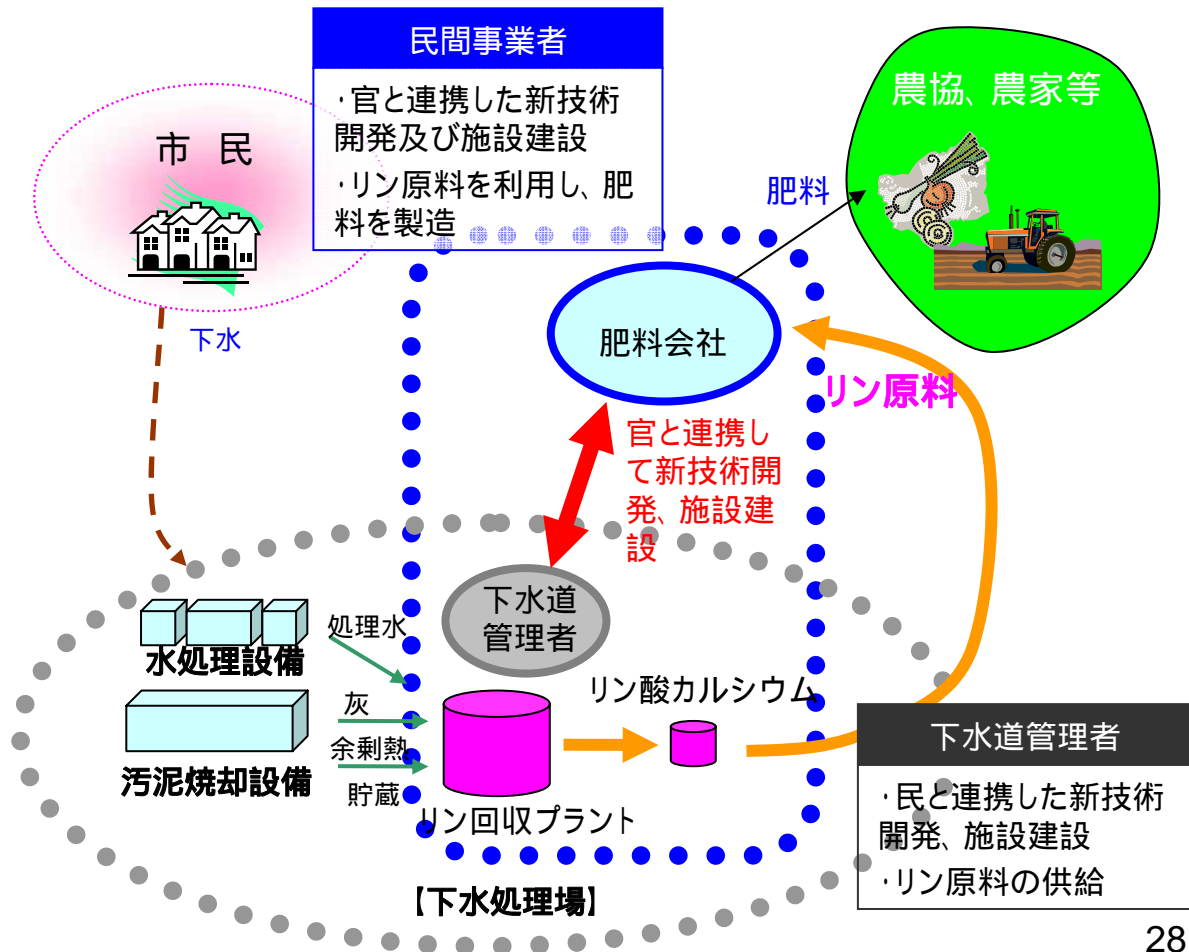 民間事業者
・官と連携した新技術
開発及び施設建設
・リン原料を利用し、肥
料を製造
市 民
下水
農協、農家等
肥料
肥料会社
リン原料
官と連携し
て新技術開
発、施設建
設
下水道
管理者
水処理設備
処理水
汚泥焼却設備
灰
余剰熱
貯蔵
リン回収プラント
リン酸カルシウム
【下水処理場】
下水道管理者
・民と連携した新技術
開発、施設建設
・リン原料の供給
28